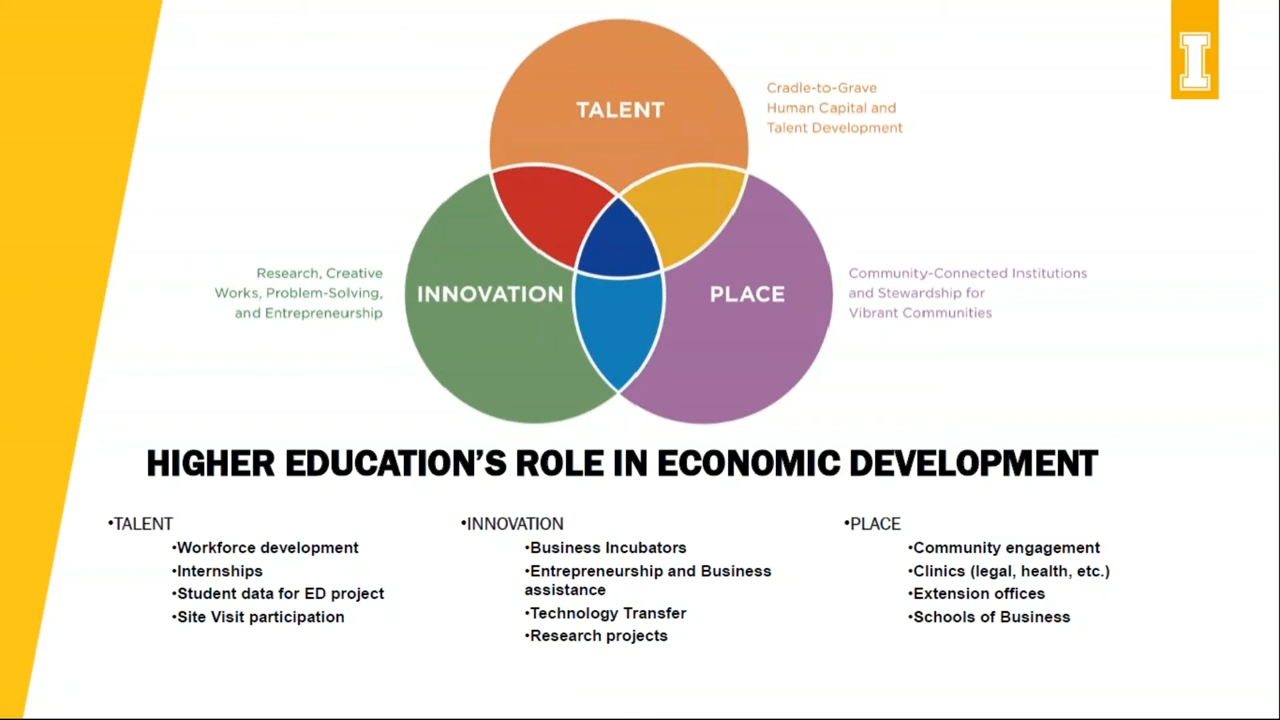 I
TALENT
Cradle-to-Grave
Human Capital and
Talent Development
Research, Creative
Works, Problem-Solving,
and Entrepreneurship
INNOVATION
PLACE
Community-Connected Institutions
and Stewardship for
Vibrant Communities
HIGHER EDUCATION'S ROLE IN ECONOMIC DEVELOPMENT
•TALENT
•Workforce development
•Internships
•Student data for ED project
•Site Visit participation
•INNOVATION
•Business Incubators
•Entrepreneurship and Business
assistance
•Technology Transfer
•Research projects
•PLACE
•Community engagement
•Clinics (legal, health, etc.)
•Extension offices
•Schools of Business